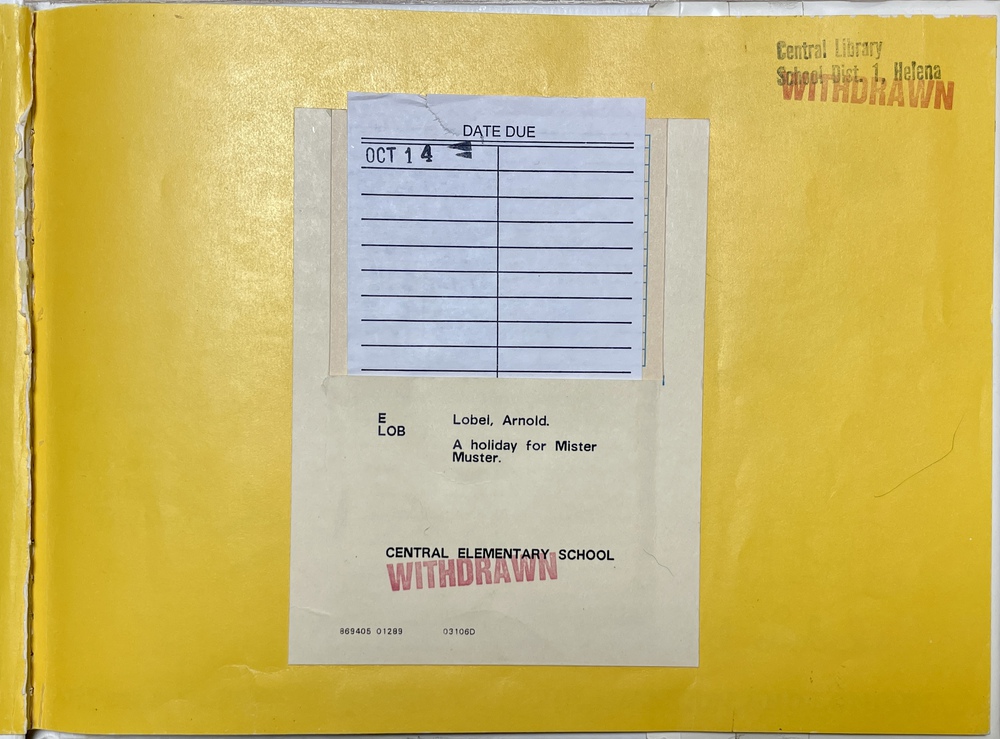 Central Library
School Dist. 1, Helena
WITHDRAWN
DATE DUE
OCT 14
E
LOB
Lobel, Arnold.
A holiday for Mister
Muster.
CENTRAL ELEMENTARY SCHOOL
WITHDRAWN
869405 01289 03106D